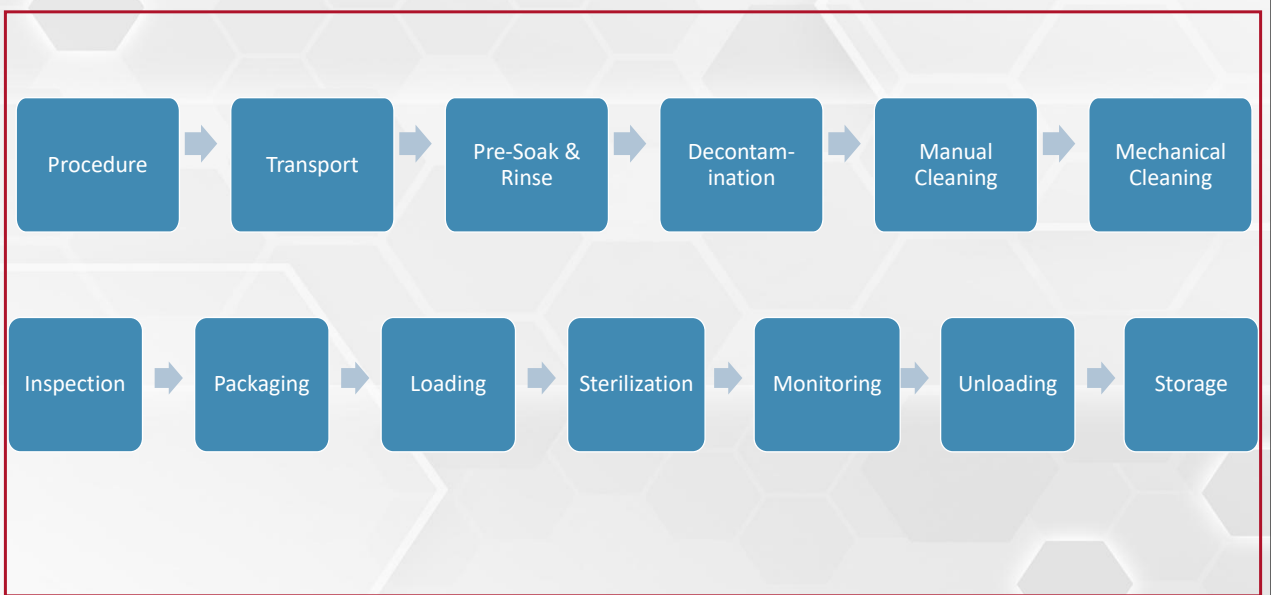 Procedure
Transport
Pre-Soak &
Rinse
Decontam-
ination
Manual
Cleaning
Mechanical
Cleaning
Inspection
Packaging
Loading
Sterilization
Monitoring
Unloading
Storage